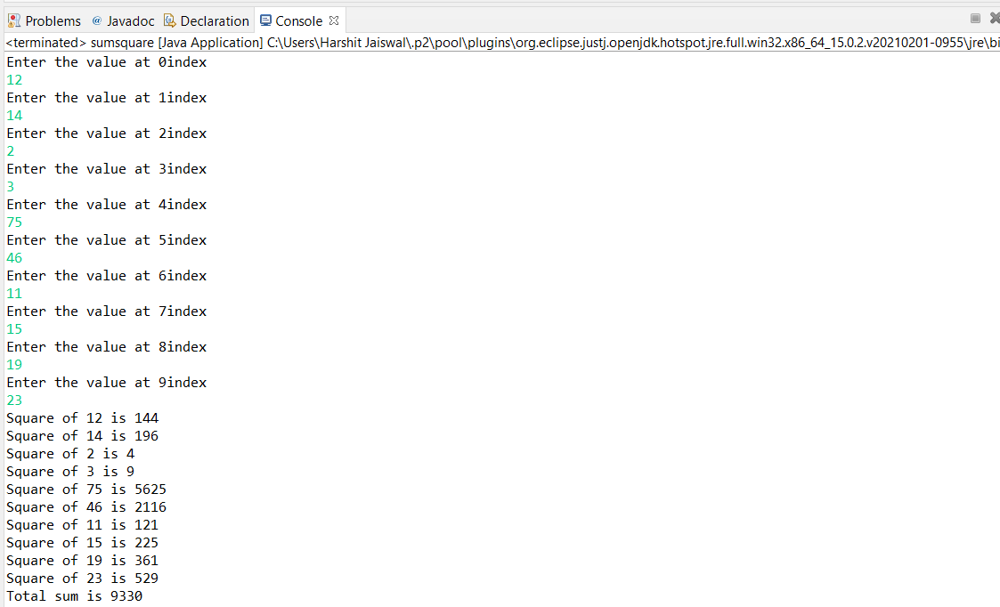 Problems @ Javadoc Declaration Console
<terminated> sumsquare [Java Application] C:\Users\Harshit Jaiswal\.p2\pool\plugins\org.eclipse.justj.openjdk.hotspot.jre.full.win32.x86_64_15.0.2.v20210201-0955\jre\bi
Enter the value at 0index
12
Enter the value at 1index
14
Enter the value at 2index
2
Enter the value at 3index
3
Enter the value at 4index
75
Enter the value at 5index
46
Enter the value at 6index
11
Enter the value at 7index
15
Enter the value at 8index
19
Enter the value at 9index
23
Square of 12 is 144
Square of 14 is 196
Square of 2 is 4
Square of 3 is 9
Square of 75 is 5625
Square of 46 is 2116
Square of 11 is 121
Square of 15 is 225
Square of 19 is 361
Square of 23 is 529
Total sum is 9330